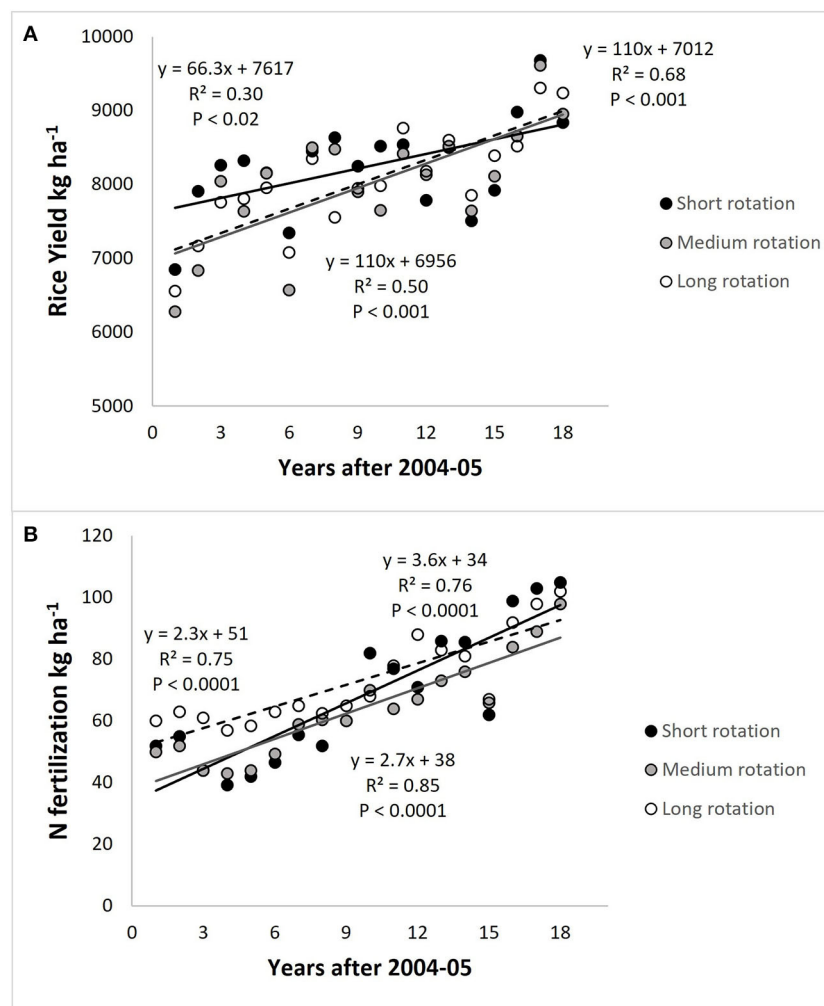 A
10000
9000
8000
7000
6000
5000
Rice Yield kg ha⁻¹
y = 66.3x + 7617
R² = 0.30
P < 0.02
y = 110x + 7012
R² = 0.68
P < 0.001
y = 110x + 6956
R² = 0.50
P < 0.001
Short rotation
Medium rotation
Long rotation
0 3 6 9 12 15 18
Years after 2004-05
B
120
100
80
60
40
20
0
N fertilization kg ha⁻¹
y = 3.6x + 34
R² = 0.76
P < 0.0001
y = 2.3x + 51
R² = 0.75
P < 0.0001
y = 2.7x + 38
R² = 0.85
P < 0.0001
Short rotation
Medium rotation
Long rotation
0 3 6 9 12 15 18
Years after 2004-05